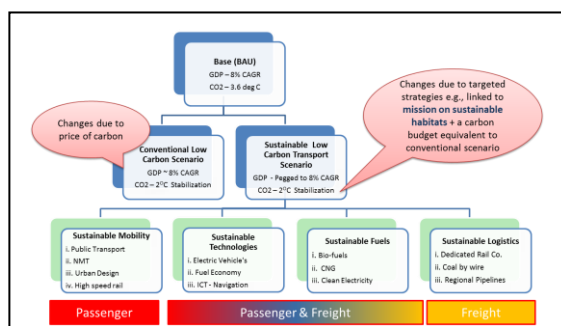 Base (BAU)
GDP – 8% CAGR
CO2 – 3.6 deg C
Changes due to
price of carbon
Conventional Low
Carbon Scenario
GDP ~ 8% CAGR
CO2 – 2°C Stabilization
Sustainable Low
Carbon Transport
Scenario
GDP - Pegged to 8% CAGR
CO2 – 2°C Stabilization
Changes due to targeted
strategies e.g., linked to
mission on sustainable
habitats + a carbon
budget equivalent to
conventional scenario
Sustainable Mobility
i. Public Transport
ii. NMT
iii. Urban Design
iv. High speed rail
Sustainable
Technologies
i. Electric Vehicle's
ii. Fuel Economy
iii. ICT - Navigation
Sustainable Fuels
i. Bio-fuels
ii. CNG
iii. Clean Electricity
Sustainable Logistics
i. Dedicated Rail Co.
ii. Coal by wire
iii. Regional Pipelines
Passenger
Passenger & Freight
Freight